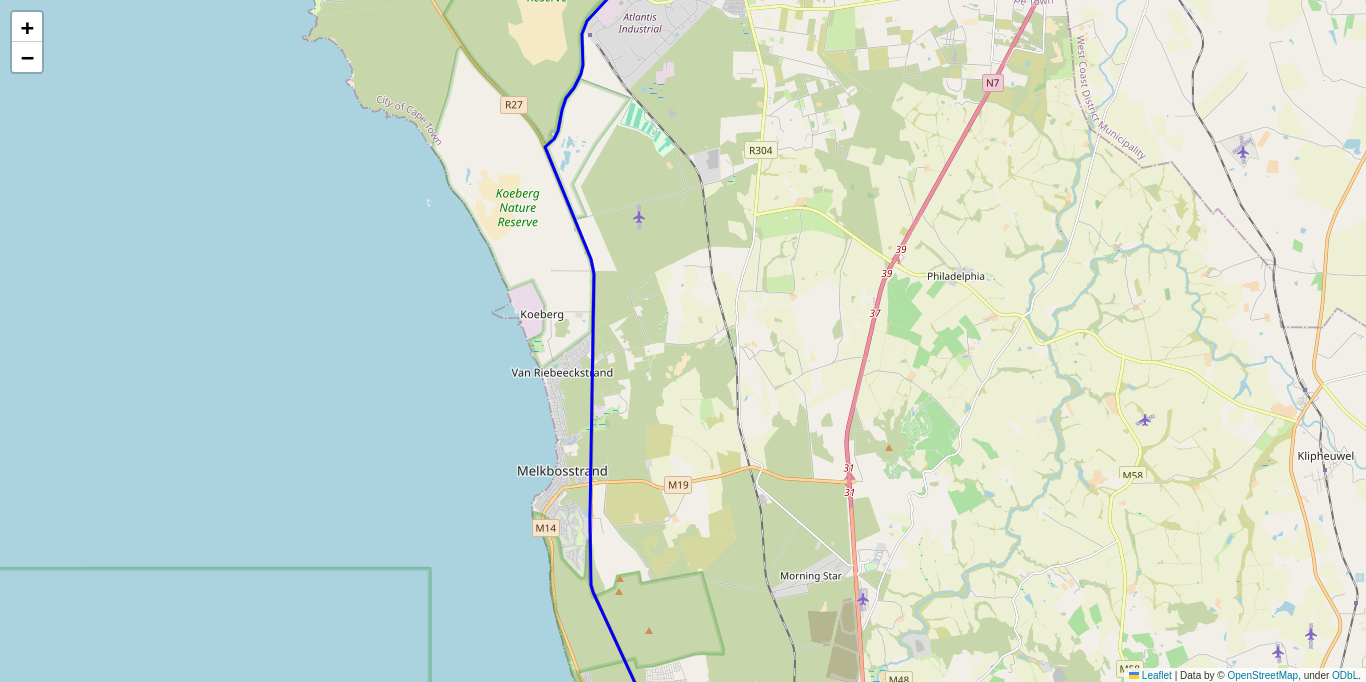 +
−
Reserve
Atlantis
Industrial
pe Town
West Coast District Municipality
City of Cape Town
R27
N7
R304
Koeberg
Nature
Reserve
39
39
Philadelphia
37
Koeberg
Van Riebeeckstrand
Melkbosstrand
31
31
M19
M58
Klipheuwel
M14
Morning Star
M58
M48
Leaflet | Data by © OpenStreetMap, under ODbL.